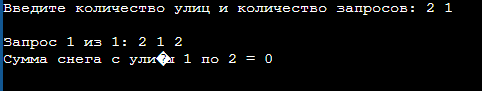 Введите количество улиц и количество запросов: 2 1
Запрос 1 из 1: 2 1 2
Сумма снега с ули�ы 1 по 2 = 0